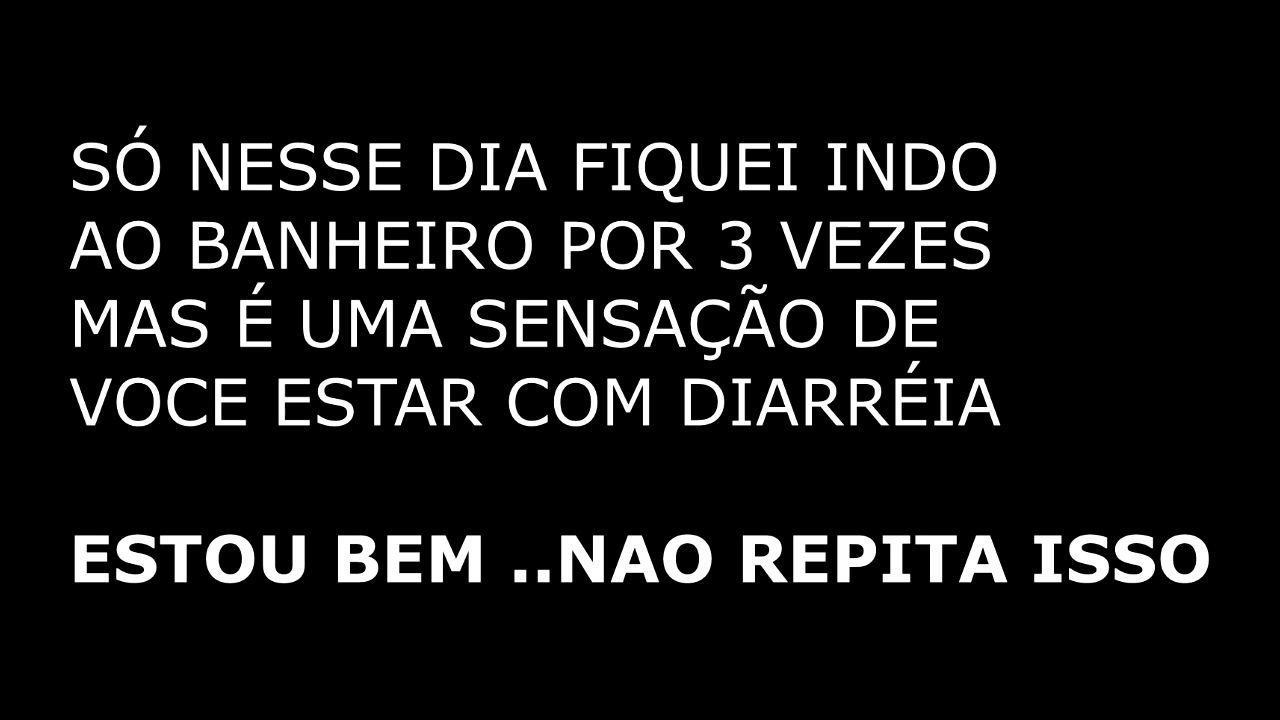 SÓ NESSE DIA FIQUEI INDO
AO BANHEIRO POR 3 VEZES
MAS É UMA SENSAÇÃO DE
VOCE ESTAR COM DIARRÉIA
ESTOU BEM ..NAO REPITA ISSO